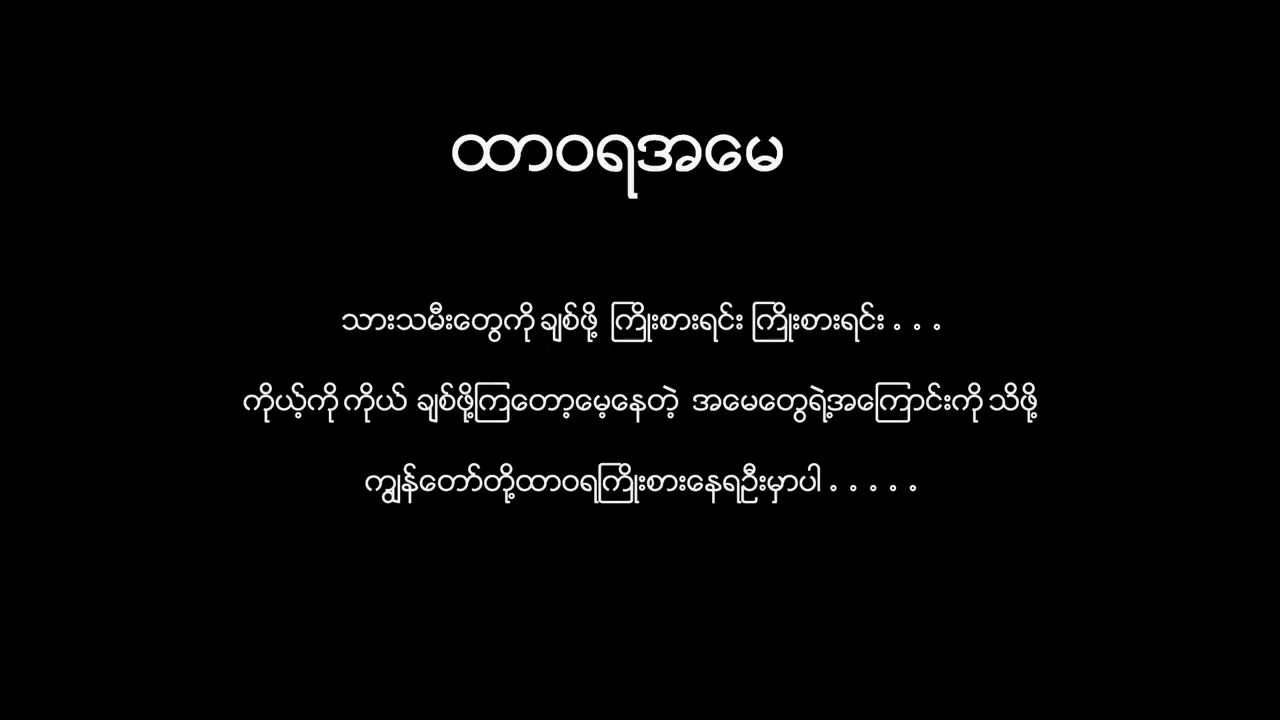 ထာဝရအမေ
သားသမီးတွေကို ချစ်ဖို့ ကြိုးစားရင်း ကြိုးစားရင်း . . .
ကိုယ့်ကိုကိုယ် ချစ်ဖို့ကြတော့မေ့နေတဲ့ အမေတွေရဲ့အကြောင်းကို သိဖို့
ကျွန်တော်တို့ထာဝရကြိုးစားနေရဦးမှာပါ . . . . .